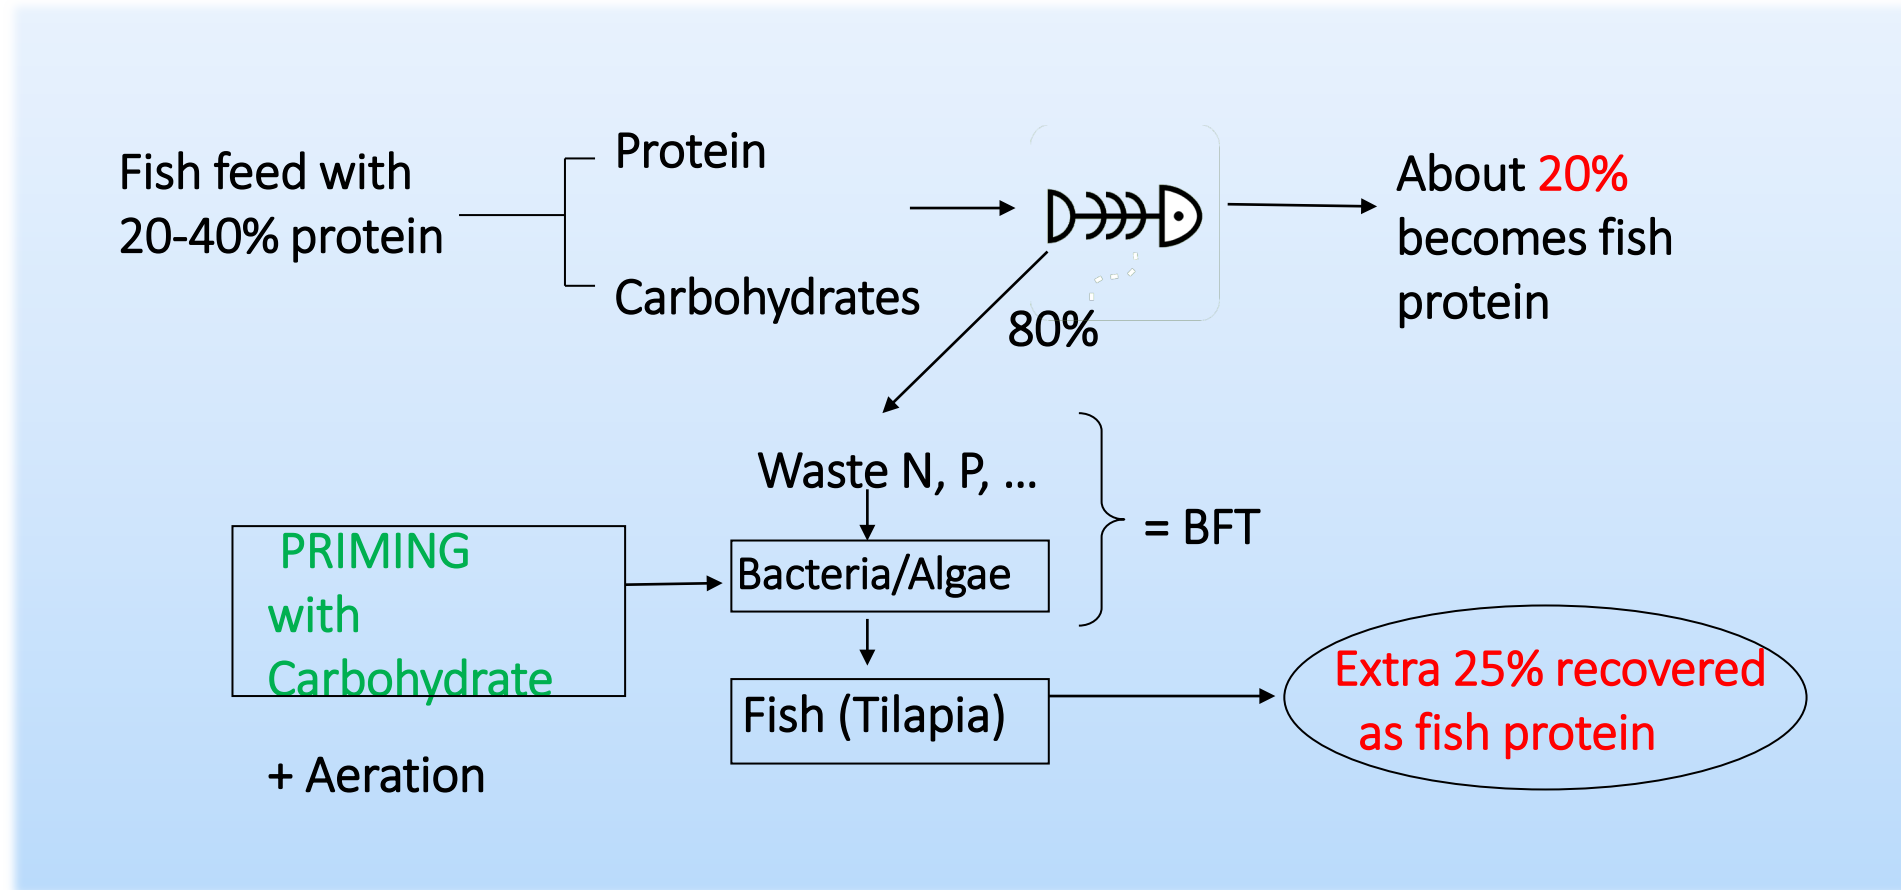 Fish feed with
20-40% protein
Protein
Carbohydrates
80%
About 20%
becomes fish
protein
Waste N, P, ...
= BFT
PRIMING
with
Carbohydrate
+ Aeration
Bacteria/Algae
Fish (Tilapia)
Extra 25% recovered
as fish protein